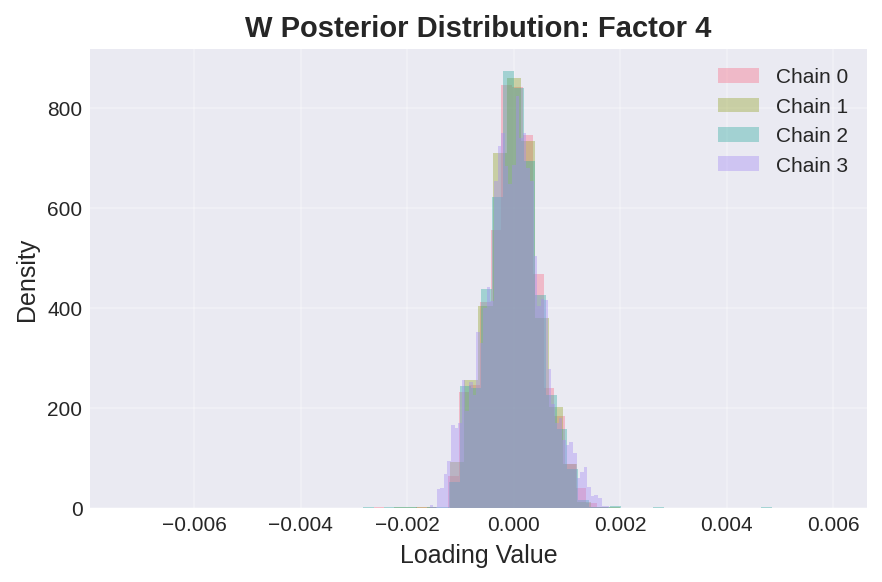 W Posterior Distribution: Factor 4
Chain 0
Chain 1
Chain 2
Chain 3
Density
800
600
400
200
0
−0.006 −0.004 −0.002 0.000 0.002 0.004 0.006
Loading Value